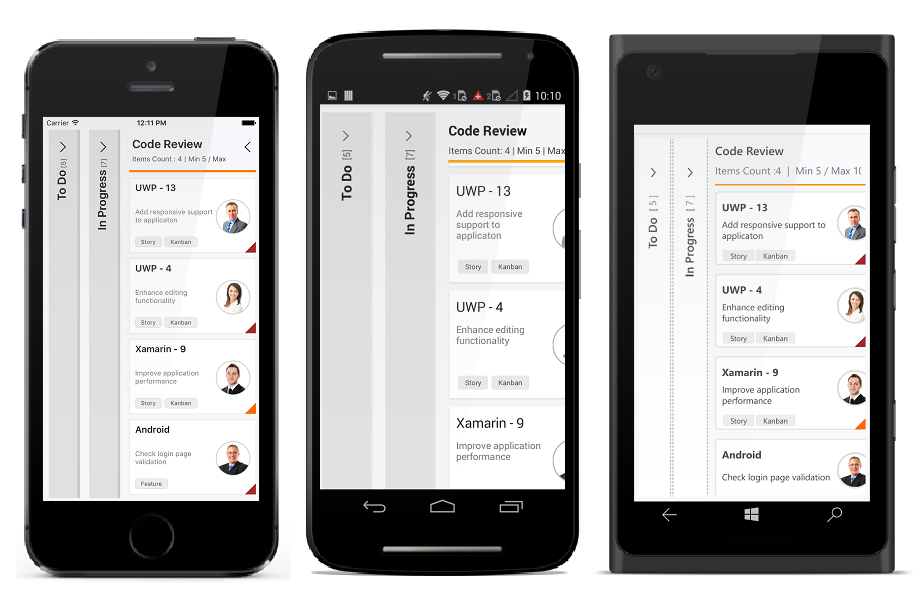 Carrier
12:11 PM
To Do [5]
In Progress [7]
Code Review
Items Count : 4 | Min 5 / Max
UWP - 13
Add responsive support
to applicaton
Story Kanban
UWP - 4
Enhance editing
functionality
Story Kanban
Xamarin - 9
Improve application
performance
Story Kanban
Android
Check login page
validation
Feature
1 2 10:10
To Do [5]
In Progress [7]
Code Review
Items Count: 4 | Min 5 / Max
UWP - 13
Add responsive
support to
applicaton
Story Kanban
UWP - 4
Enhance editing
functionality
Story Kanban
Xamarin - 9
Improve application
performance
To Do [ 5 ]
In Progress [ 7 ]
Code Review
Items Count :4 | Min 5 / Max 10
UWP - 13
Add responsive support to
applicaton
Story Kanban
UWP - 4
Enhance editing
functionality
Story Kanban
Xamarin - 9
Improve application
performance
Story Kanban
Android
Check login page validation